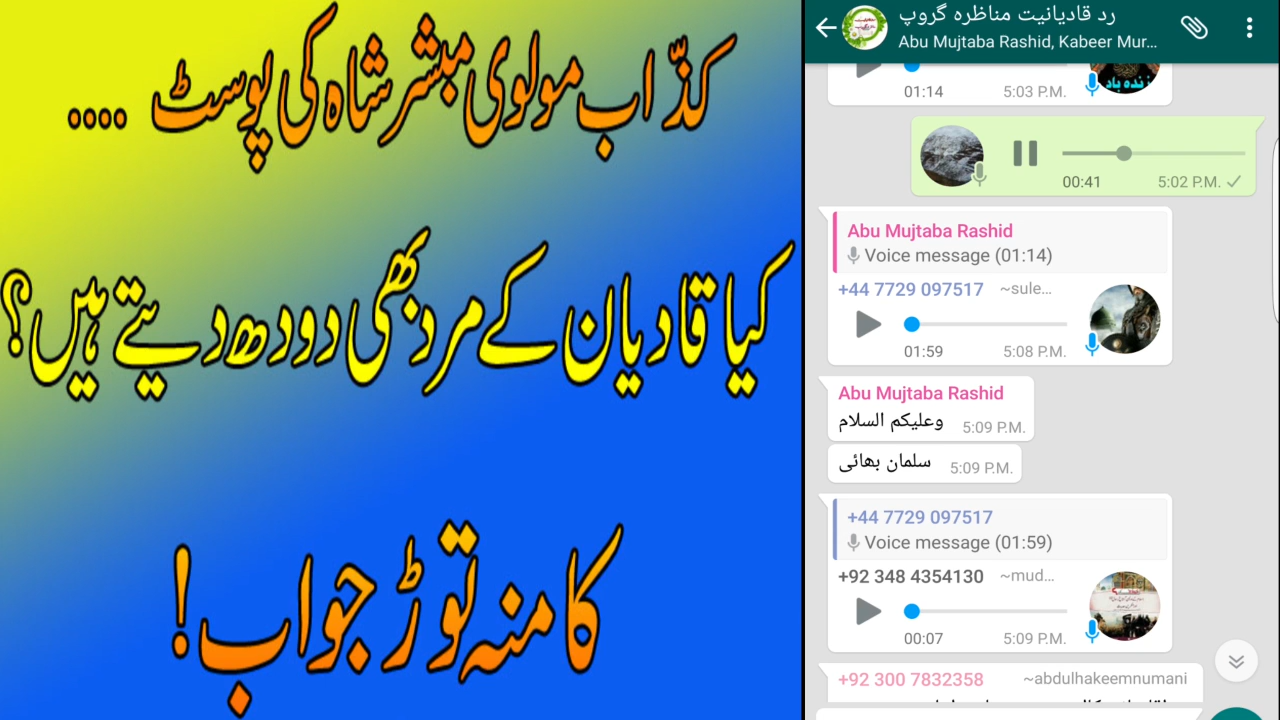 کذّاب مولوی مبشر شاہ کی پوسٹ ....
کیا قادیان کے مرد بھی دودھ دیتے ہیں؟
کا منہ توڑ جواب!
رد قادیانیت مناظرہ گروپ
Abu Mujtaba Rashid, Kabeer Mur...
زندہ باد
01:14
5:03 P.M.
00:41
5:02 P.M.
Abu Mujtaba Rashid
Voice message (01:14)
+44 7729 097517 ~sule...
01:59
5:08 P.M.
Abu Mujtaba Rashid
وعلیکم السلام
5:09 P.M.
سلمان بھائی
5:09 P.M.
+44 7729 097517
Voice message (01:59)
+92 348 4354130 ~mud...
00:07
5:09 P.M.
+92 300 7832358 ~abdulhakeemnumani